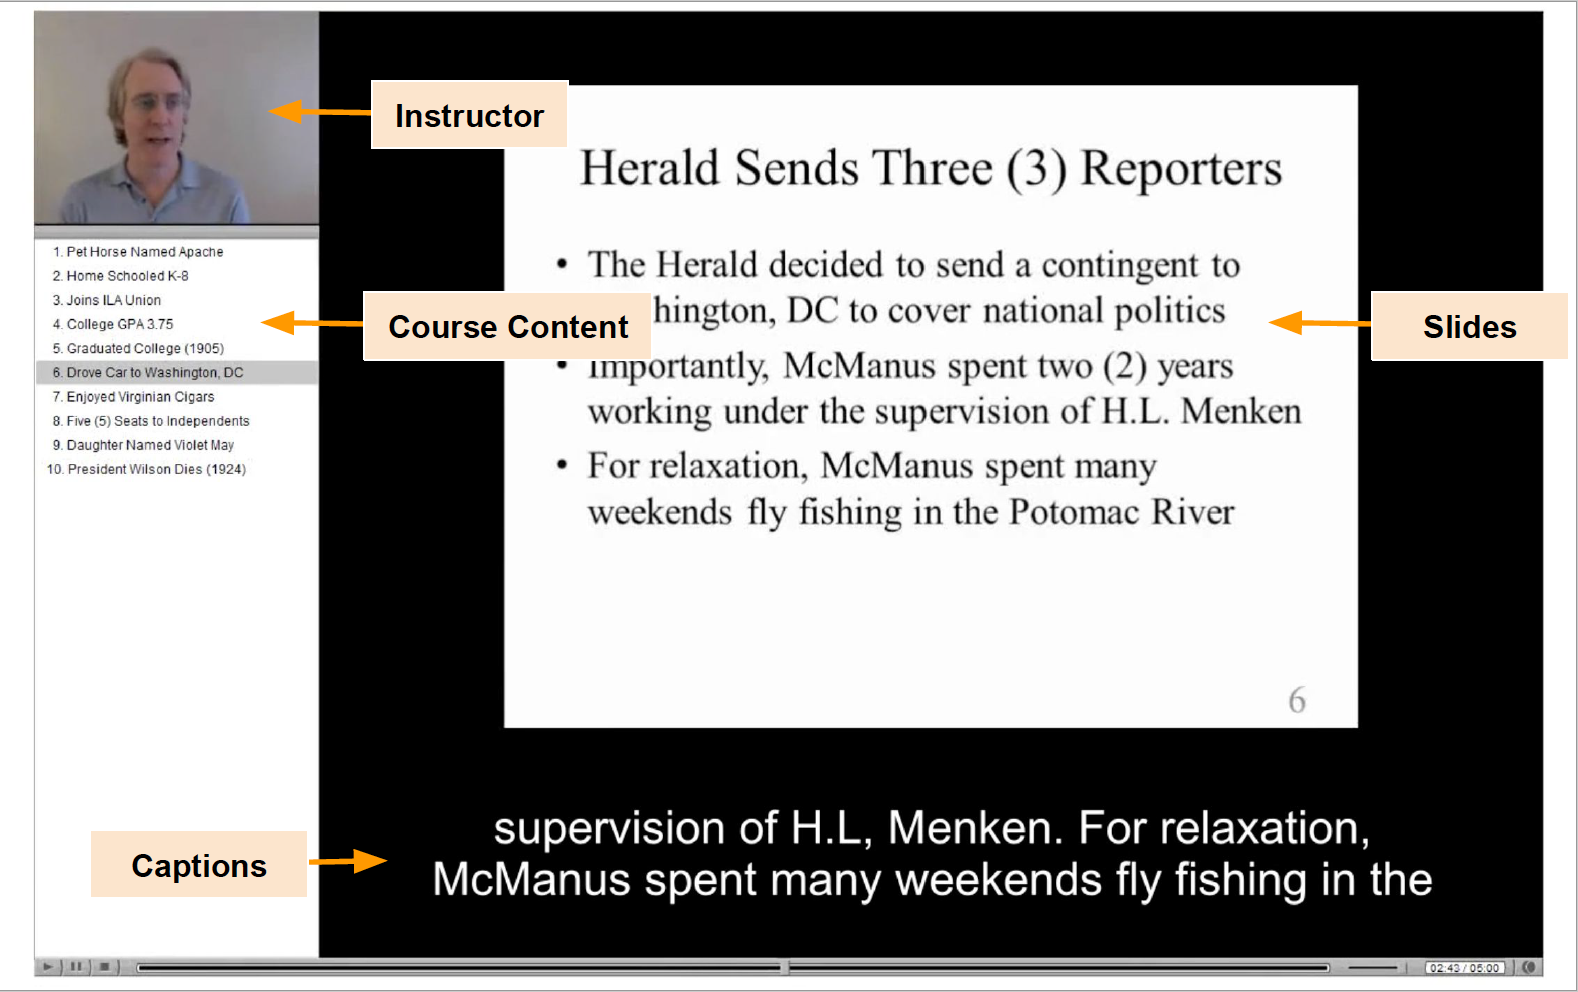 Instructor
1. Pet Horse Named Apache
2. Home Schooled K-8
3. Joins ILA Union
4. College GPA 3.75
5. Graduated College (1905)
6. Drove Car to Washington, DC
7. Enjoyed Virginian Cigars
8. Five (5) Seats to Independents
9. Daughter Named Violet May
10. President Wilson Dies (1924)
Course Content
Herald Sends Three (3) Reporters
• The Herald decided to send a contingent to
hington, DC to cover national politics
• Importantly, McManus spent two (2) years
working under the supervision of H.L. Menken
• For relaxation, McManus spent many
weekends fly fishing in the Potomac River
6
Slides
Captions
supervision of H.L, Menken. For relaxation,
McManus spent many weekends fly fishing in the
02:43 / 05:00